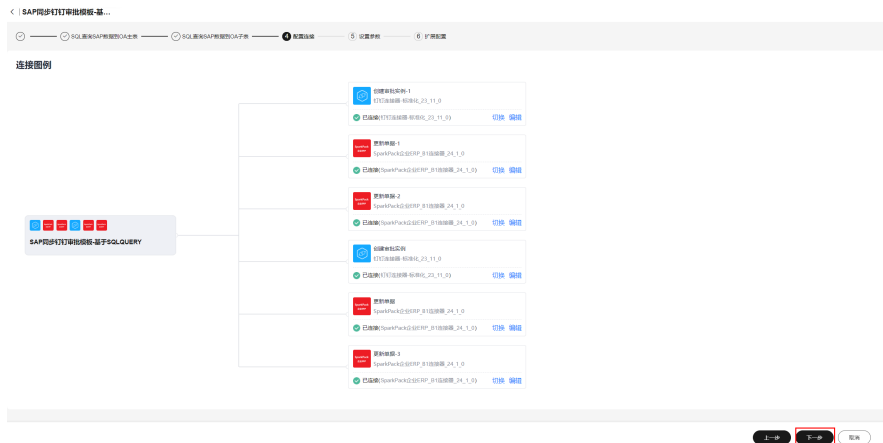 < | SAP同步钉钉审批模板-基...
SQL查询SAP数据到OA主表
SQL查询SAP数据到OA子表
4 配置连接
5 设置参数
6 扩展配置
连接图例
创建审批实例-1
钉钉连接器-标准化_23_11_0
已连接(钉钉连接器-标准化_23_11_0) 切换 编辑
更新单据-1
SparkPack企业ERP_B1连接器_24_1_0
已连接(SparkPack企业ERP_B1连接器_24_1_0) 切换 编辑
更新单据-2
SparkPack企业ERP_B1连接器_24_1_0
已连接(SparkPack企业ERP_B1连接器_24_1_0) 切换 编辑
SAP同步钉钉审批模板-基于SQLQUERY
创建审批实例
钉钉连接器-标准化_23_11_0
已连接(钉钉连接器-标准化_23_11_0) 切换 编辑
更新单据
SparkPack企业ERP_B1连接器_24_1_0
已连接(SparkPack企业ERP_B1连接器_24_1_0) 切换 编辑
更新单据-3
SparkPack企业ERP_B1连接器_24_1_0
已连接(SparkPack企业ERP_B1连接器_24_1_0) 切换 编辑
上一步 下一步 取消